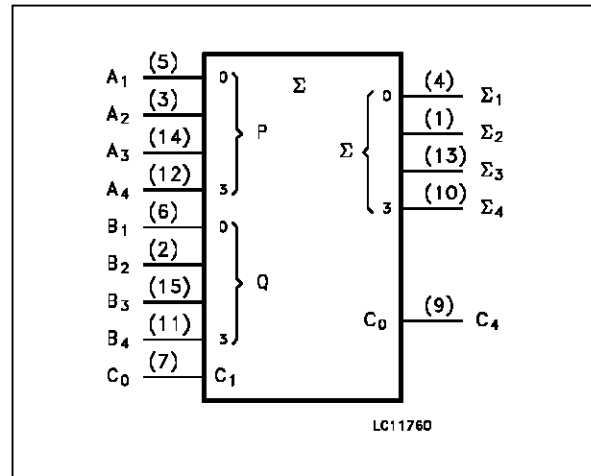 Σ
A₁ (5) 0
A₂ (3)
A₃ (14)
A₄ (12) 3
P
B₁ (6) 0
B₂ (2)
B₃ (15)
B₄ (11) 3
Q
C₀ (7) C₁
Σ
0 (4) Σ₁
(1) Σ₂
(13) Σ₃
3 (10) Σ₄
C₀ (9) C₄
LC11760